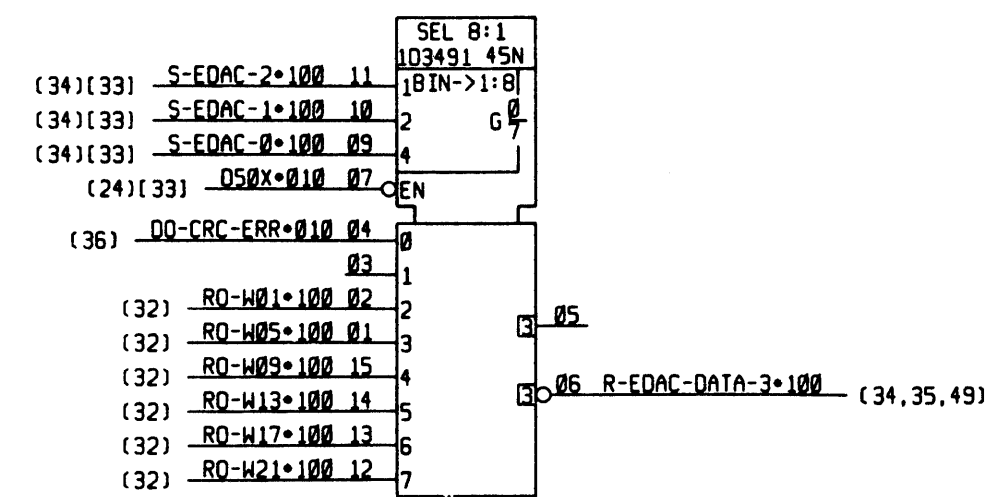 SEL 8:1
1D3491 45N
(34)[33] S-EDAC-2•100 11 1 BIN->1:8
(34)[33] S-EDAC-1•100 10 2 G 0/7
(34)[33] S-EDAC-0•100 09 4
(24)[33] D50X•010 07 EN
(36) DO-CRC-ERR•010 04 0
03 1
(32) RO-W01•100 02 2
(32) RO-W05•100 01 3
3 05
(32) RO-W09•100 15 4
3 06 R-EDAC-DATA-3•100 (34,35,49)
(32) RO-W13•100 14 5
(32) RO-W17•100 13 6
(32) RO-W21•100 12 7